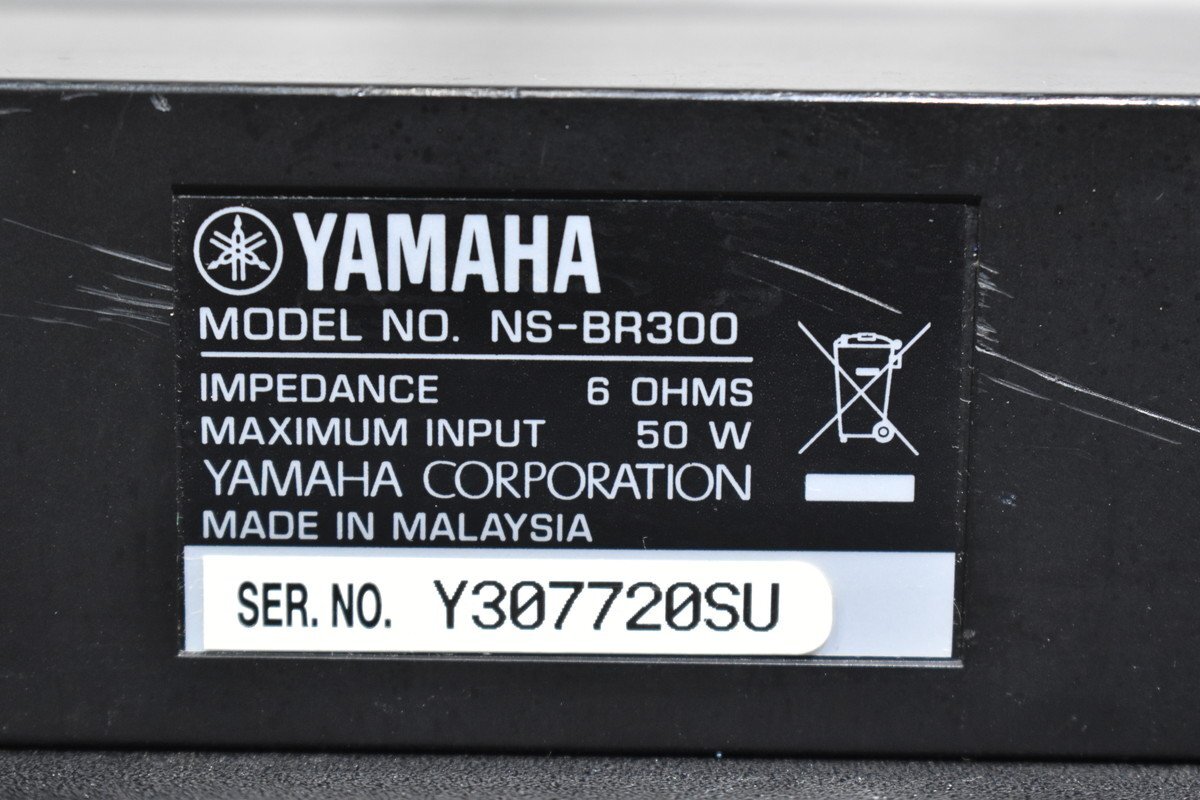 YAMAHA
MODEL NO. NS-BR300
IMPEDANCE 6 OHMS
MAXIMUM INPUT 50 W
YAMAHA CORPORATION
MADE IN MALAYSIA
SER. NO. Y307720SU